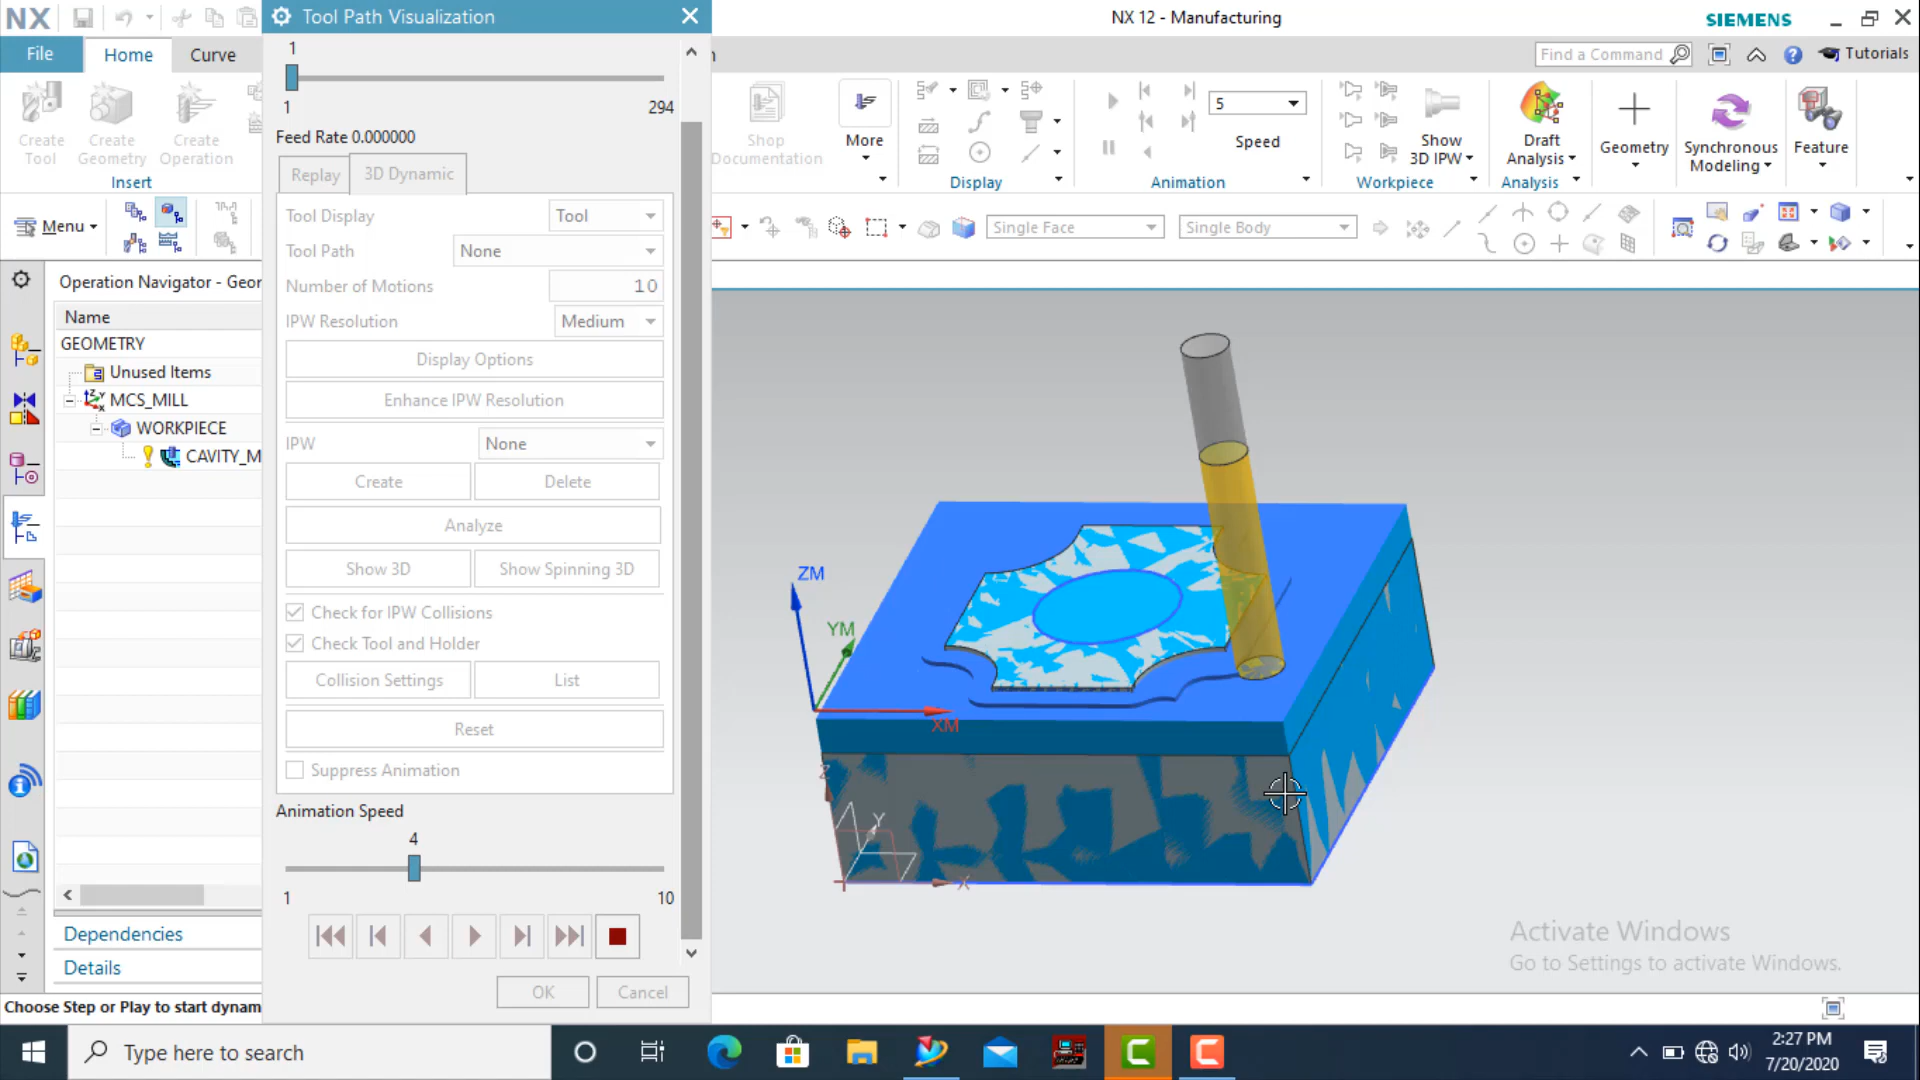 NX
Tool Path Visualization
NX 12 - Manufacturing
SIEMENS
File
Home
Curve
Find a Command
Tutorials
1
1
294
Feed Rate 0.000000
Replay
3D Dynamic
Create Tool
Create Geometry
Create Operation
Insert
Shop Documentation
More
Display
5
Speed
Animation
Show 3D IPW
Workpiece
Draft Analysis
Analysis
Geometry
Synchronous Modeling
Feature
Menu
Single Face
Single Body
Tool Display
Tool
Tool Path
None
Number of Motions
10
IPW Resolution
Medium
Display Options
Enhance IPW Resolution
IPW
None
Create
Delete
Analyze
Show 3D
Show Spinning 3D
Check for IPW Collisions
Check Tool and Holder
Collision Settings
List
Reset
Suppress Animation
Animation Speed
4
1
10
OK
Cancel
Operation Navigator - Geor
Name
GEOMETRY
Unused Items
MCS_MILL
WORKPIECE
CAVITY_M
Dependencies
Details
Choose Step or Play to start dynam
ZM
YM
XM
Z
Y
X
Activate Windows
Go to Settings to activate Windows.
Type here to search
2:27 PM
7/20/2020